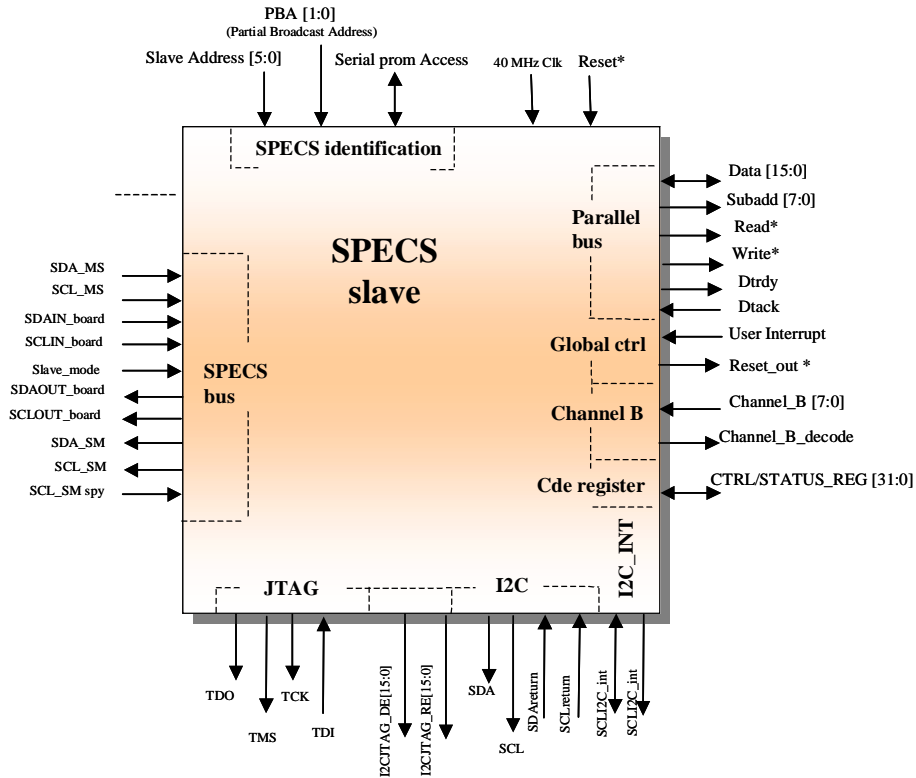 PBA [1:0]
(Partial Broadcast Address)
Slave Address [5:0]
Serial prom Access
40 MHz Clk
Reset*
SPECS identification
SPECS
slave
SDA_MS
SCL_MS
SDAIN_board
SCLIN_board
Slave_mode
SDAOUT_board
SCLOUT_board
SDA_SM
SCL_SM
SCL_SM spy
SPECS
bus
Parallel
bus
Global ctrl
Channel B
Cde register
Data [15:0]
Subadd [7:0]
Read*
Write*
Dtrdy
Dtack
User Interrupt
Reset_out *
Channel_B [7:0]
Channel_B_decode
CTRL/STATUS_REG [31:0]
JTAG
I2C
I2C_INT
TDO
TMS
TCK
TDI
I2CJTAG_DE[15:0]
I2CJTAG_RE[15:0]
SDA
SCL
SDAreturn
SCLreturn
SCLI2C_int
SCLI2C_int